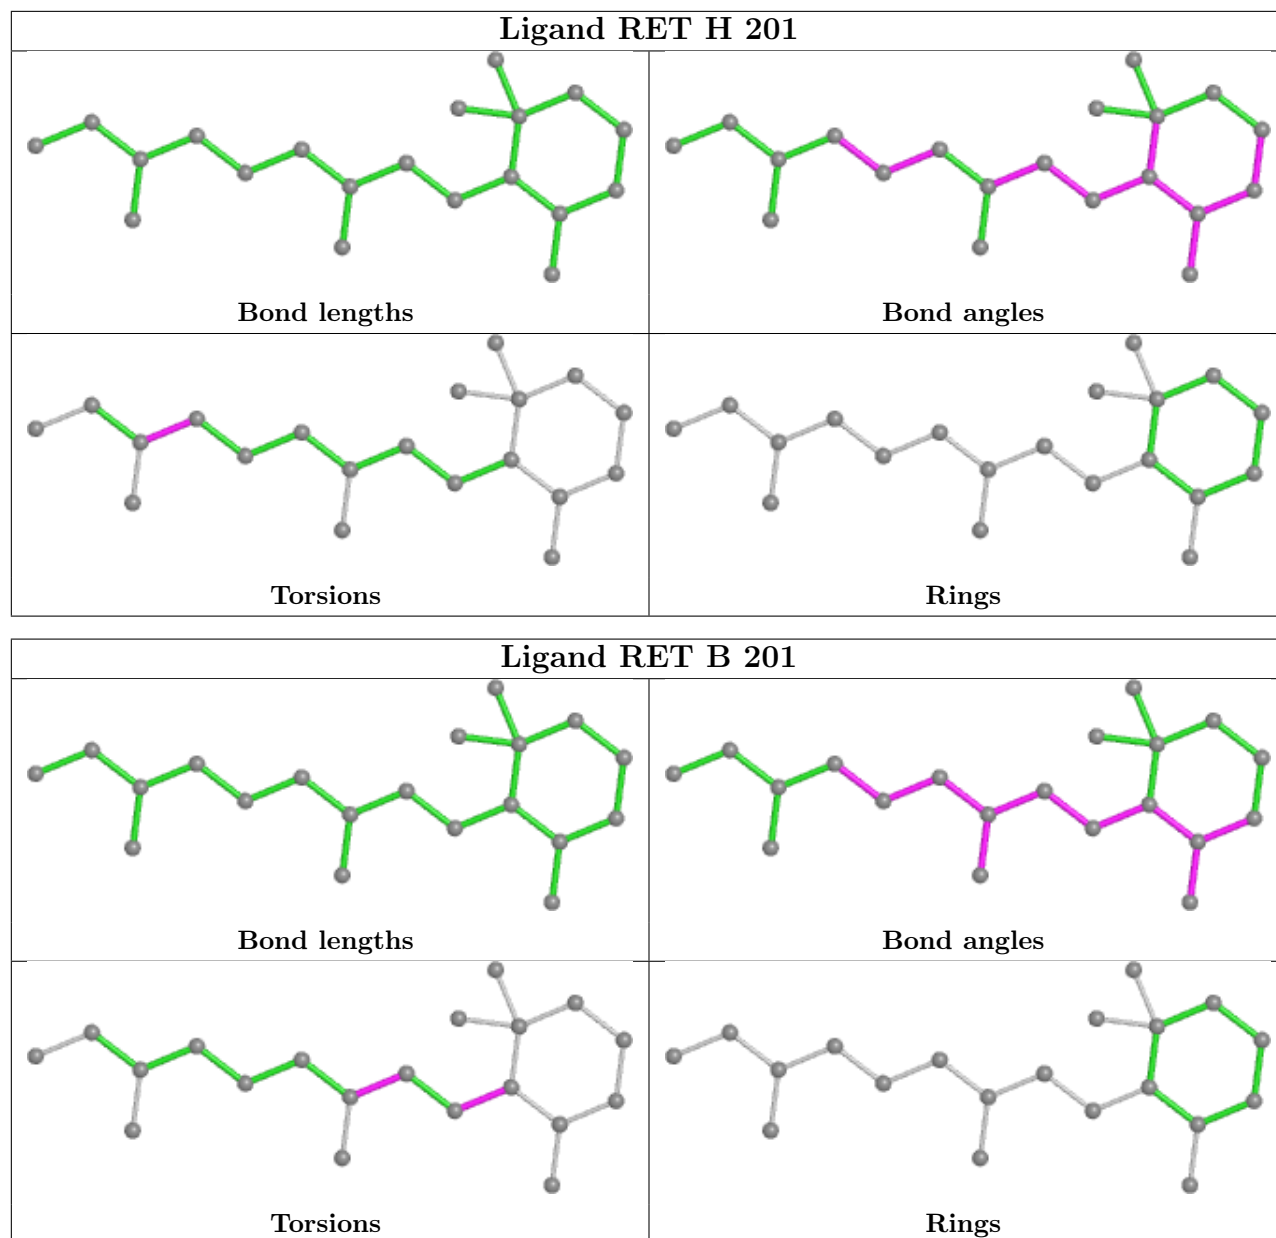 Ligand RET H 201
Bond lengths
Bond angles
Torsions
Rings
Ligand RET B 201
Bond lengths
Bond angles
Torsions
Rings